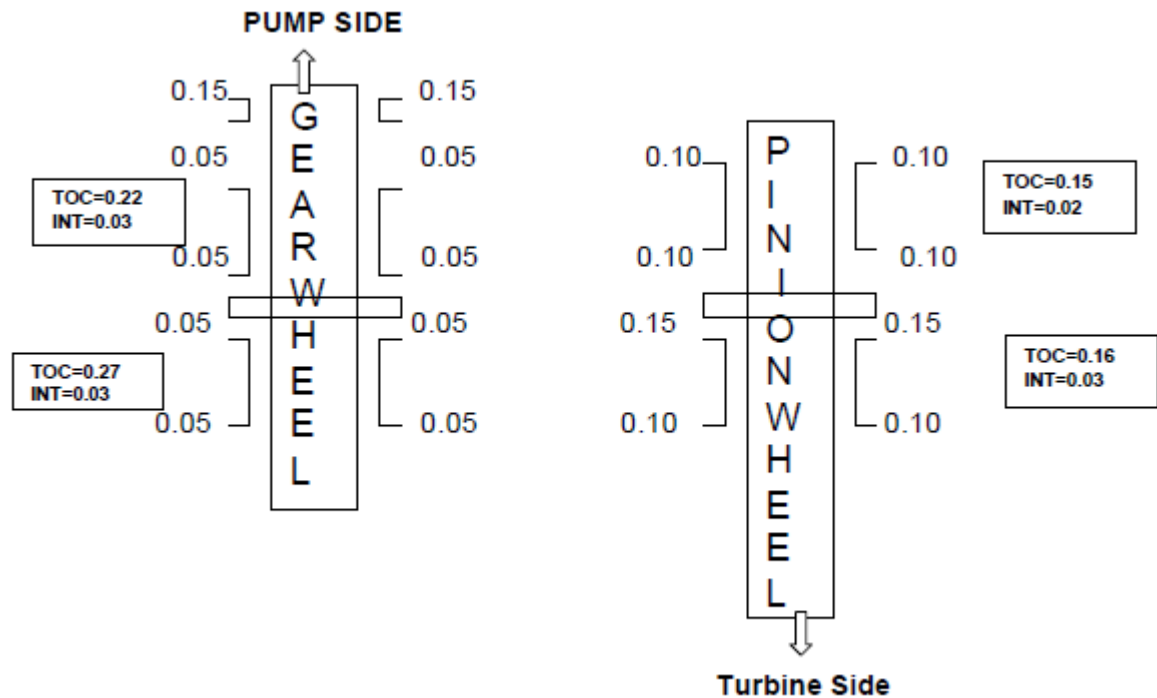 PUMP SIDE
0.15
0.15
0.05
0.05
TOC=0.22
INT=0.03
0.05
0.05
0.05
0.05
TOC=0.27
INT=0.03
0.05
0.05
GEARWHEEL
0.10
0.10
TOC=0.15
INT=0.02
0.10
0.10
0.15
0.15
TOC=0.16
INT=0.03
0.10
0.10
PINIONWHEEL
Turbine Side